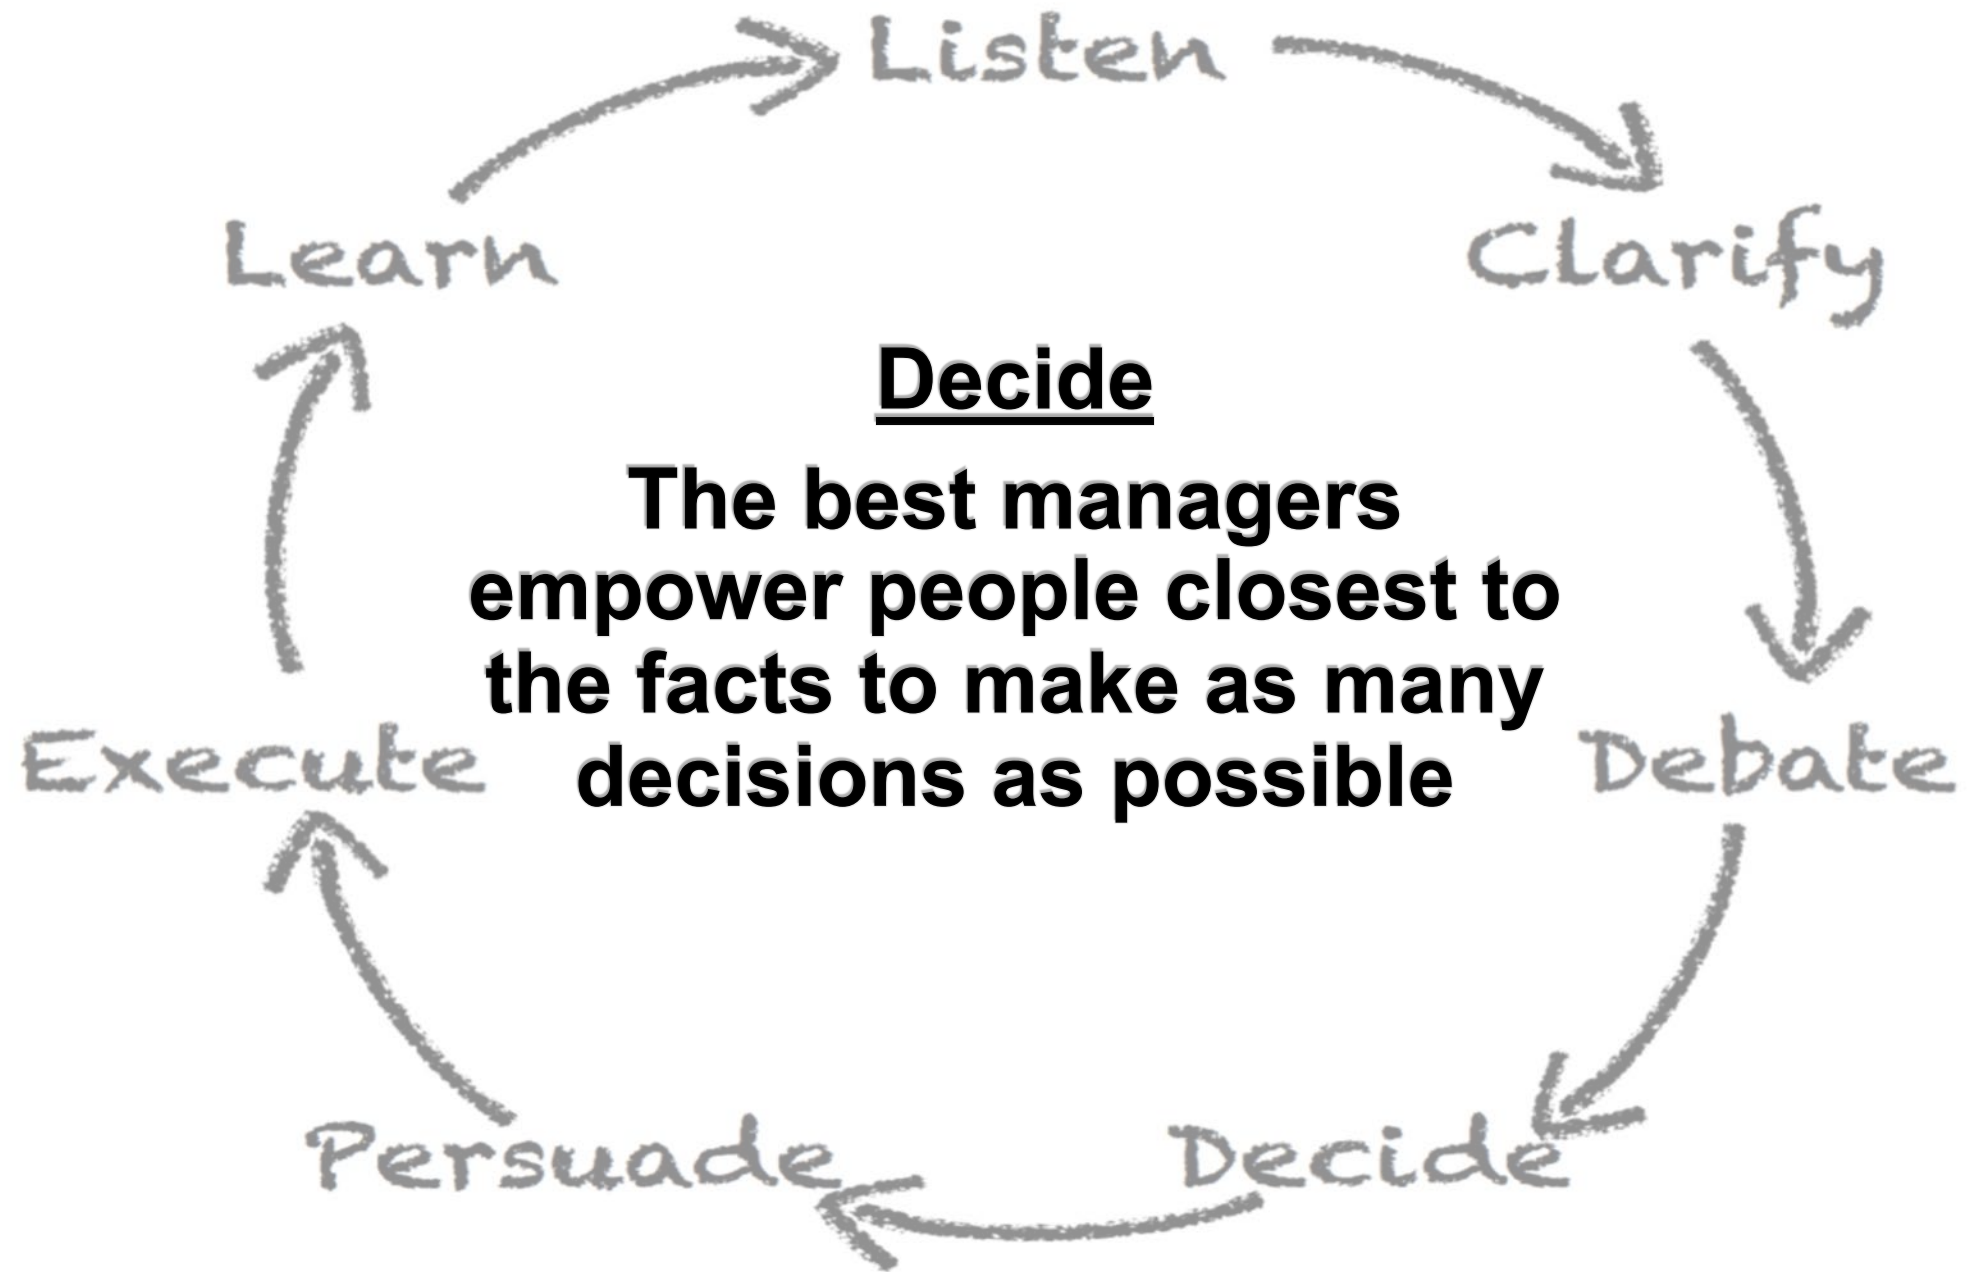 Listen
Learn
Clarify
Decide
The best managers
empower people closest to
the facts to make as many
decisions as possible
Execute
Debate
Persuade
Decide